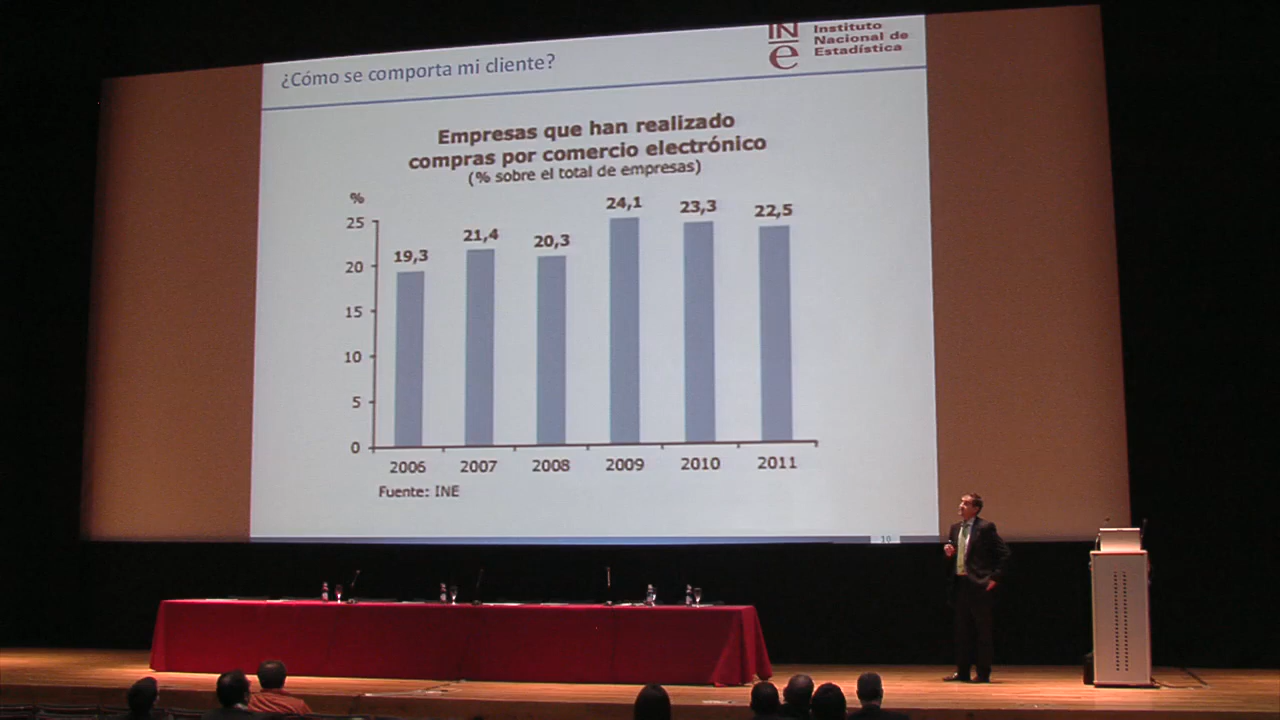 ¿Cómo se comporta mi cliente?
INe
Instituto
Nacional de
Estadística
Empresas que han realizado
compras por comercio electrónico
(% sobre el total de empresas)
%
25
20
15
10
5
0
19,3
21,4
20,3
24,1
23,3
22,5
2006 2007 2008 2009 2010 2011
Fuente: INE
10